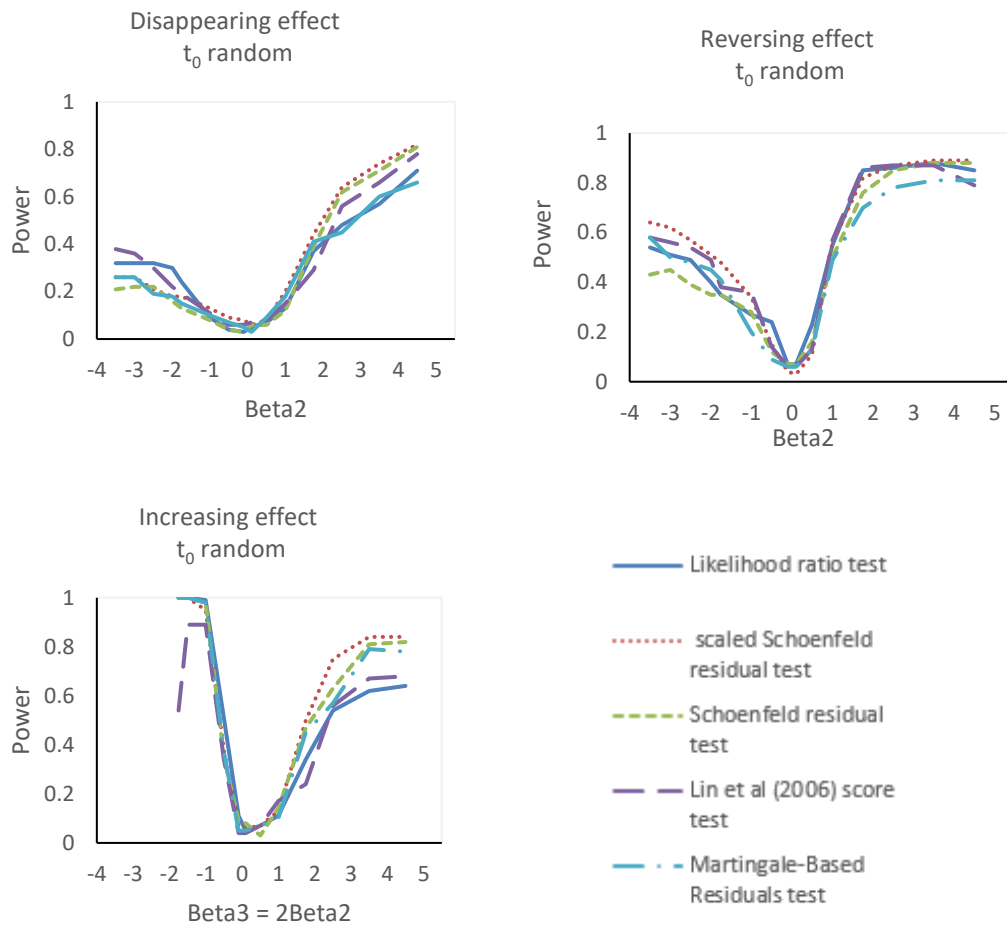 Disappearing effect
t0 random
1
0.8
0.6
0.4
0.2
0
Power
-4 -3 -2 -1 0 1 2 3 4 5
Beta2
Reversing effect
t0 random
1
0.8
0.6
0.4
0.2
0
Power
-4 -3 -2 -1 0 1 2 3 4 5
Beta2
Increasing effect
t0 random
1
0.8
0.6
0.4
0.2
0
Power
-4 -3 -2 -1 0 1 2 3 4 5
Beta3 = 2Beta2
Likelihood ratio test
scaled Schoenfeld
residual test
Schoenfeld residual
test
Lin et al (2006) score
test
Martingale-Based
Residuals test